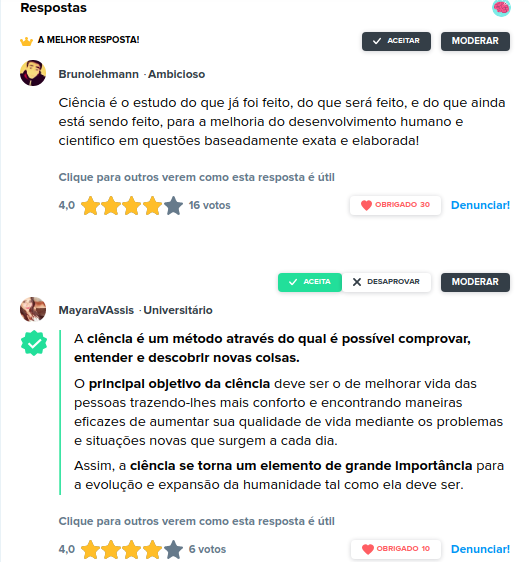 Respostas
A MELHOR RESPOSTA!
ACEITAR
MODERAR
Brunolehmann · Ambicioso
Ciência é o estudo do que já foi feito, do que será feito, e do que ainda
está sendo feito, para a melhoria do desenvolvimento humano e
cientifico em questões baseadamente exata e elaborada!
Clique para outros verem como esta resposta é útil
4,0 16 votos
OBRIGADO 30
Denunciar!
ACEITA
DESAPROVAR
MODERAR
MayaraVAssis · Universitário
A ciência é um método através do qual é possível comprovar,
entender e descobrir novas coisas.
O principal objetivo da ciência deve ser o de melhorar vida das
pessoas trazendo-lhes mais conforto e encontrando maneiras
eficazes de aumentar sua qualidade de vida mediante os problemas
e situações novas que surgem a cada dia.
Assim, a ciência se torna um elemento de grande importância para
a evolução e expansão da humanidade tal como ela deve ser.
Clique para outros verem como esta resposta é útil
4,0 6 votos
OBRIGADO 10
Denunciar!